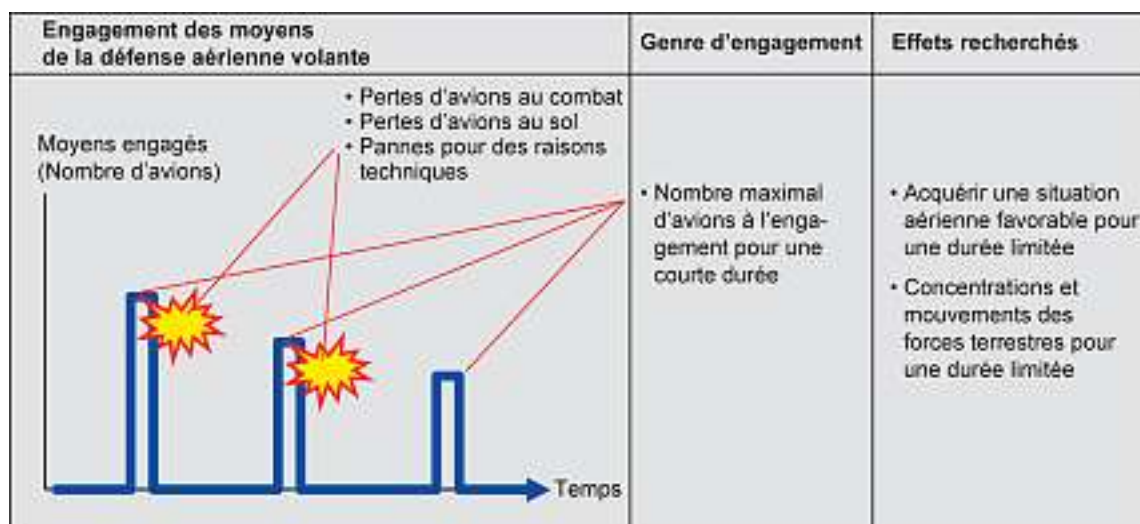 Engagement des moyens
de la défense aérienne volante
Genre d'engagement
Effets recherchés
• Pertes d'avions au combat
• Pertes d'avions au sol
• Pannes pour des raisons
techniques
Moyens engagés
(Nombre d'avions)
Temps
• Nombre maximal
d'avions à l'enga-
gement pour une
courte durée
• Acquérir une situation
aérienne favorable pour
une durée limitée
• Concentrations et
mouvements des
forces terrestres pour
une durée limitée